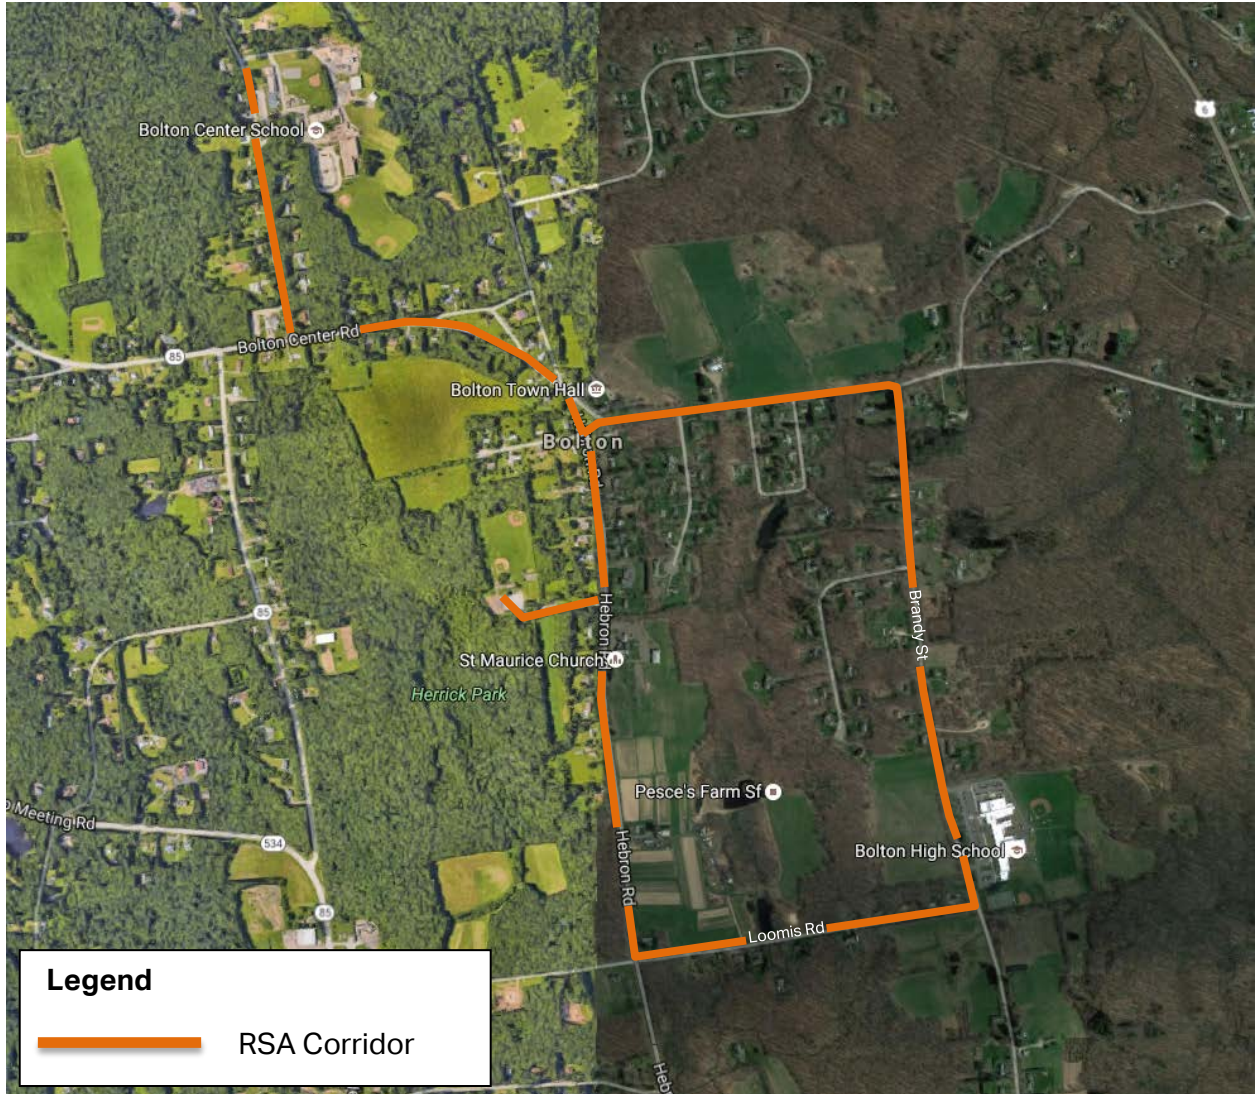 6
Bolton Center School
Bolton Center Rd
85
Bolton Town Hall
Bolton
Hebron Rd
85
St Maurice Church
Herrick Park
Brandy St
Pesce's Farm Sf
Meeting Rd
534
Hebron Rd
Bolton High School
85
Loomis Rd
Legend
RSA Corridor